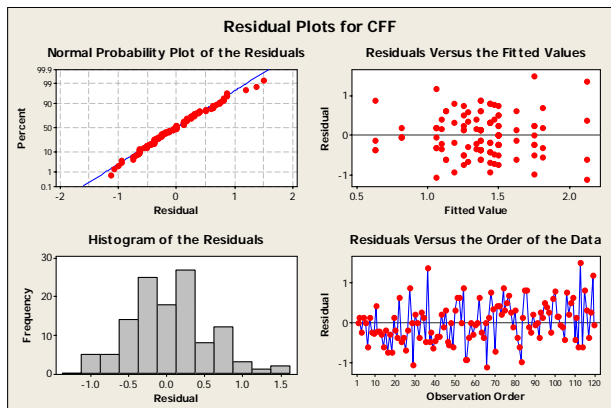 Residual Plots for CFF
Normal Probability Plot of the Residuals
99.9
99
90
50
10
1
0.1
Percent
-2 -1 0 1 2
Residual
Residuals Versus the Fitted Values
1
0
-1
Residual
0.5 1.0 1.5 2.0
Fitted Value
Histogram of the Residuals
30
20
10
0
Frequency
-1.0 -0.5 0.0 0.5 1.0 1.5
Residual
Residuals Versus the Order of the Data
1
0
-1
Residual
1 10 20 30 40 50 60 70 80 90 100 110 120
Observation Order